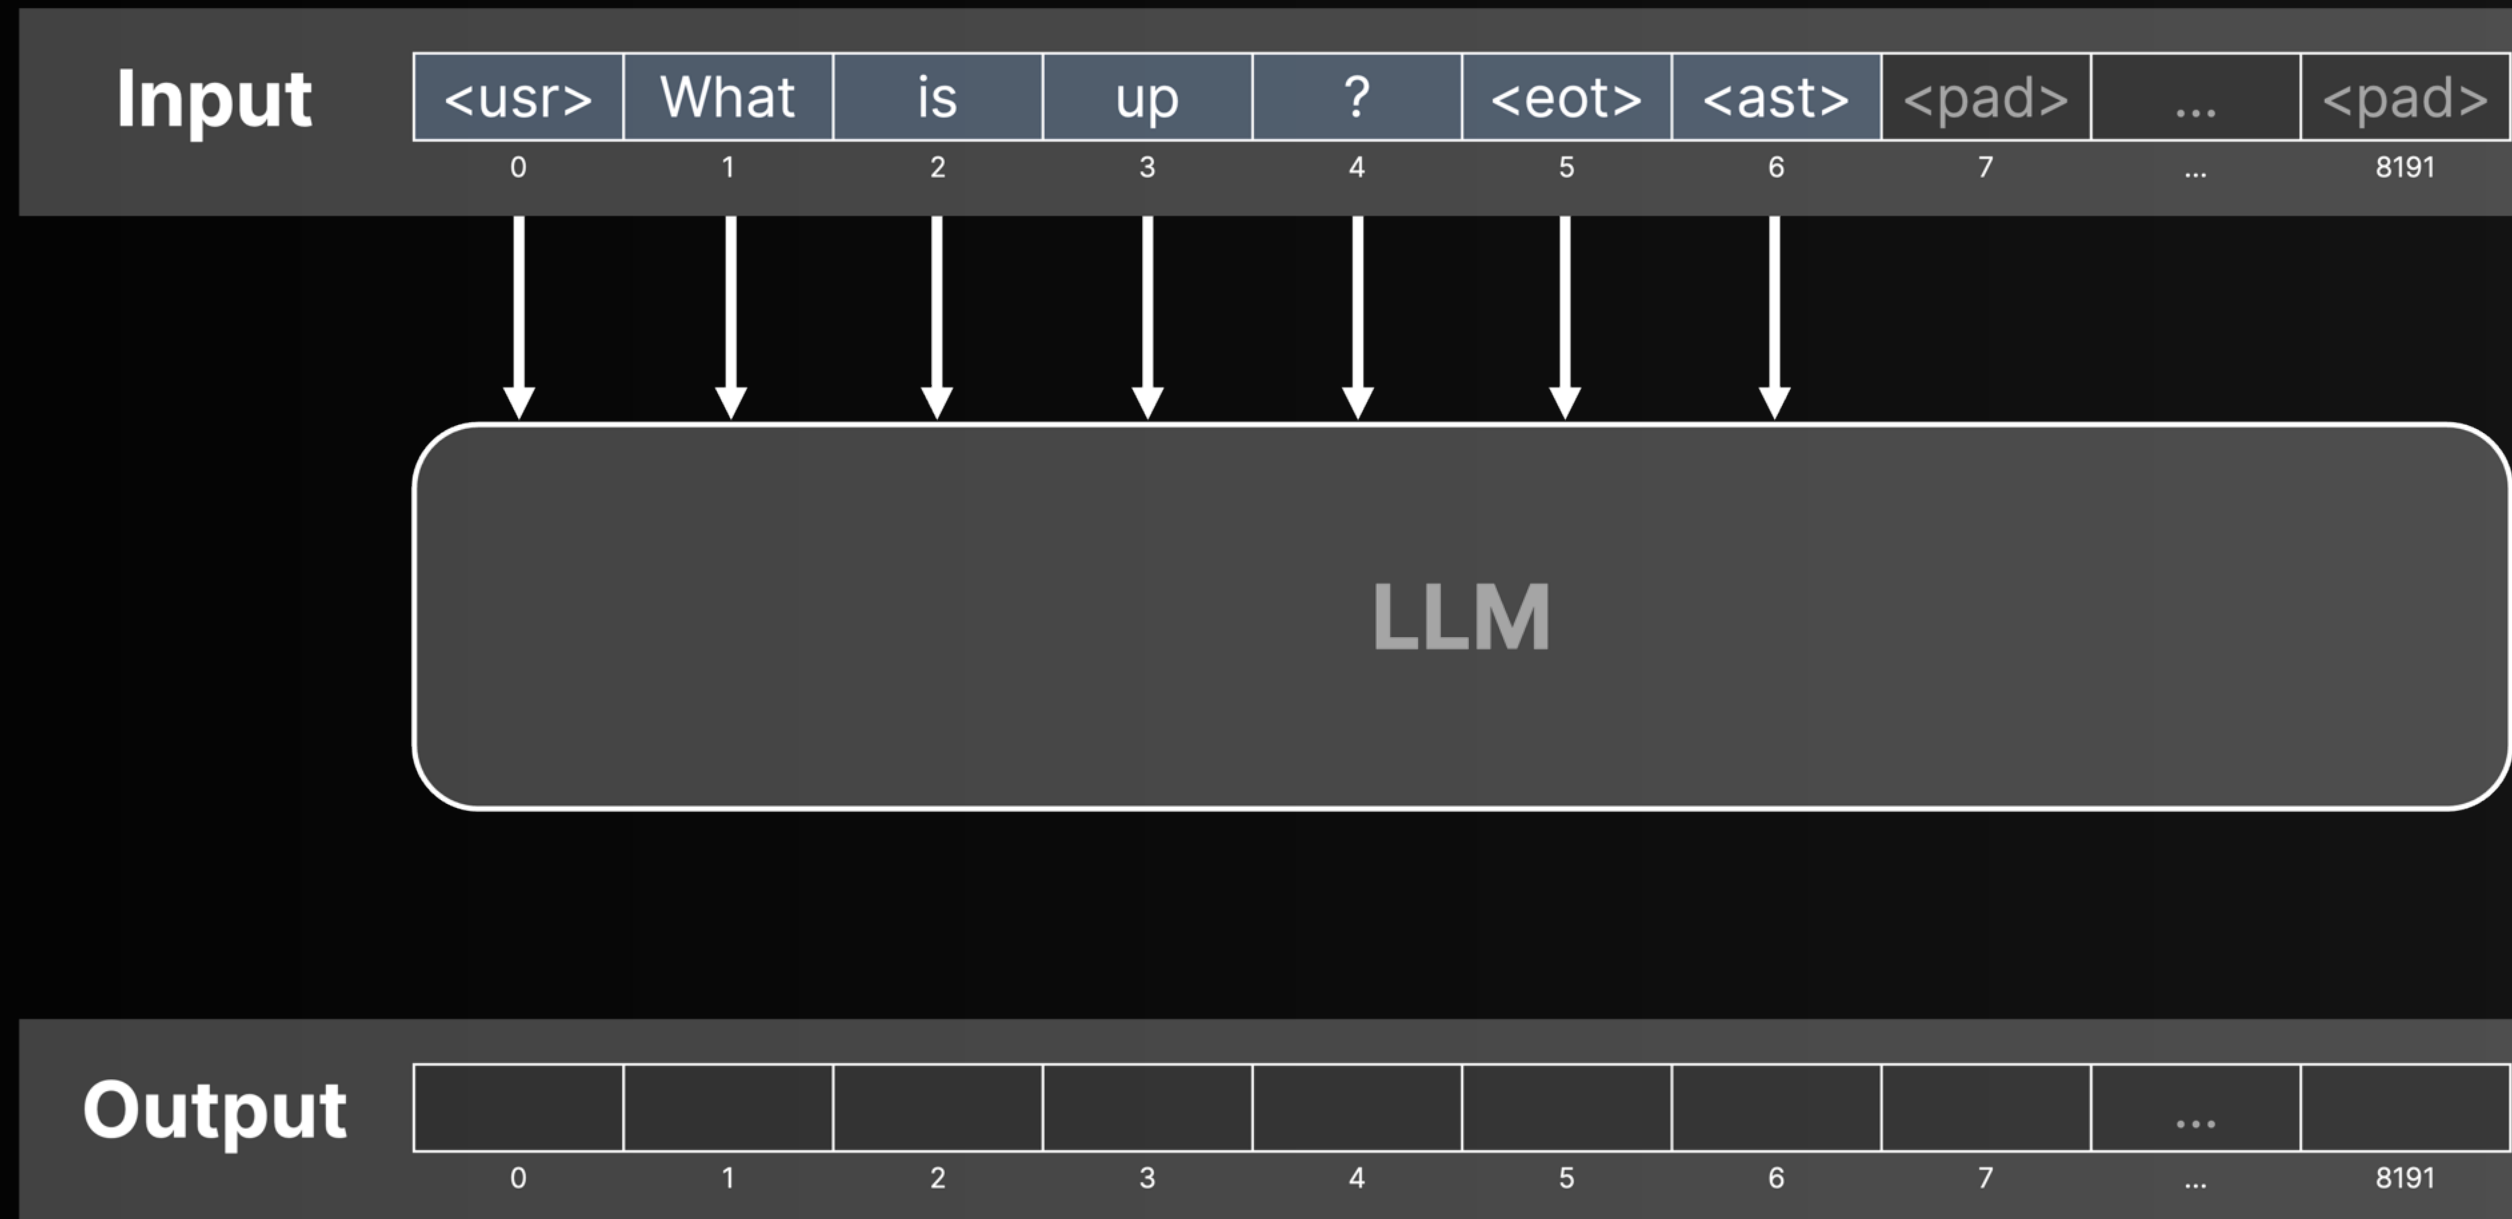 Input <usr> What is up ? <eot> <ast> <pad> ... <pad>
0 1 2 3 4 5 6 7 ... 8191
LLM
Output ...
0 1 2 3 4 5 6 7 ... 8191